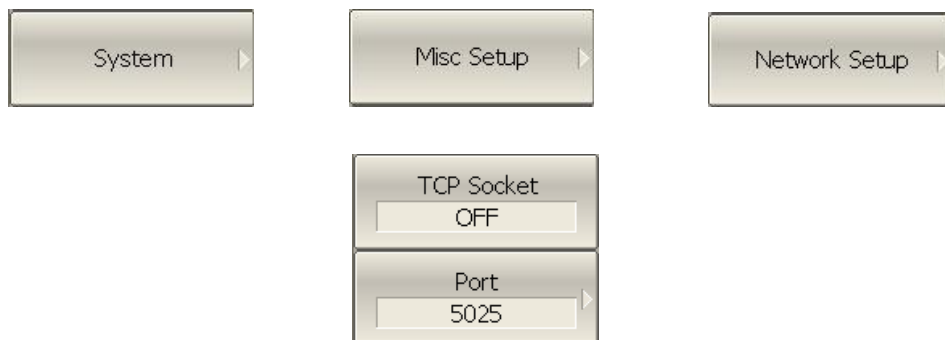 System
Misc Setup
Network Setup
TCP Socket
OFF
Port
5025